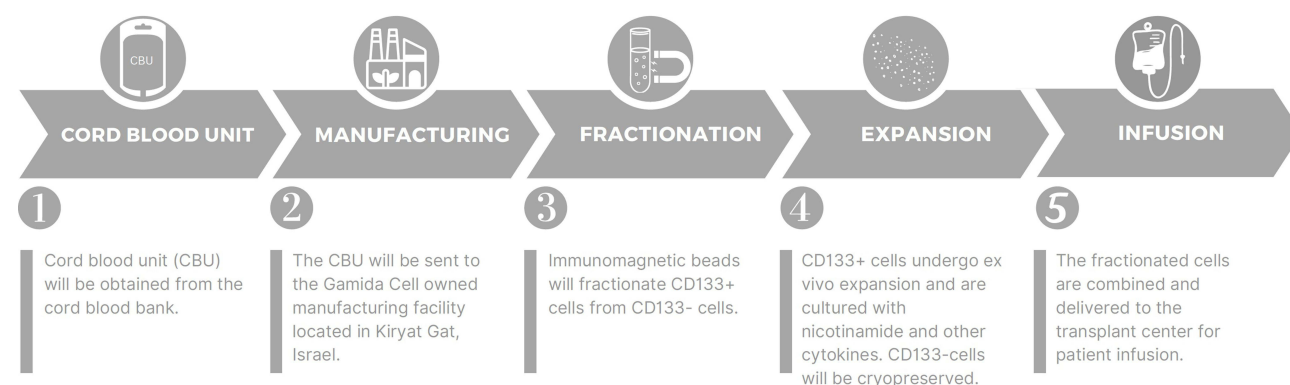 CBU
CORD BLOOD UNIT
MANUFACTURING
FRACTIONATION
EXPANSION
INFUSION
1
Cord blood unit (CBU)
will be obtained from the
cord blood bank.
2
The CBU will be sent to
the Gamida Cell owned
manufacturing facility
located in Kiryat Gat,
Israel.
3
Immunomagnetic beads
will fractionate CD133+
cells from CD133- cells.
4
CD133+ cells undergo ex
vivo expansion and are
cultured with
nicotinamide and other
cytokines. CD133-cells
will be cryopreserved.
5
The fractionated cells
are combined and
delivered to the
transplant center for
patient infusion.